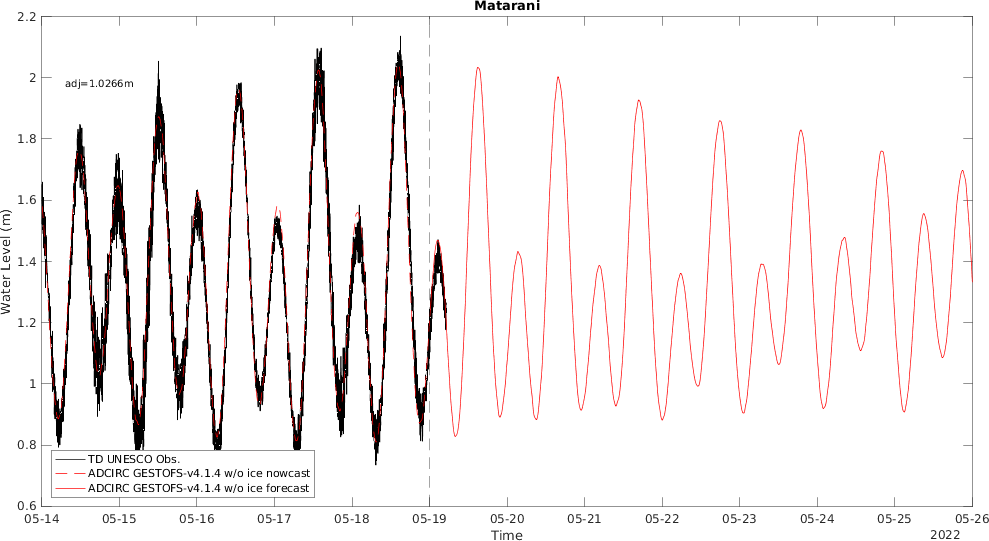 Matarani
2.2
2
1.8
1.6
1.4
1.2
1
0.8
0.6
Water Level (m)
adj=1.0266m
TD UNESCO Obs.
ADCIRC GESTOFS-v4.1.4 w/o ice nowcast
ADCIRC GESTOFS-v4.1.4 w/o ice forecast
05-14 05-15 05-16 05-17 05-18 05-19 05-20 05-21 05-22 05-23 05-24 05-25 05-26
Time
2022